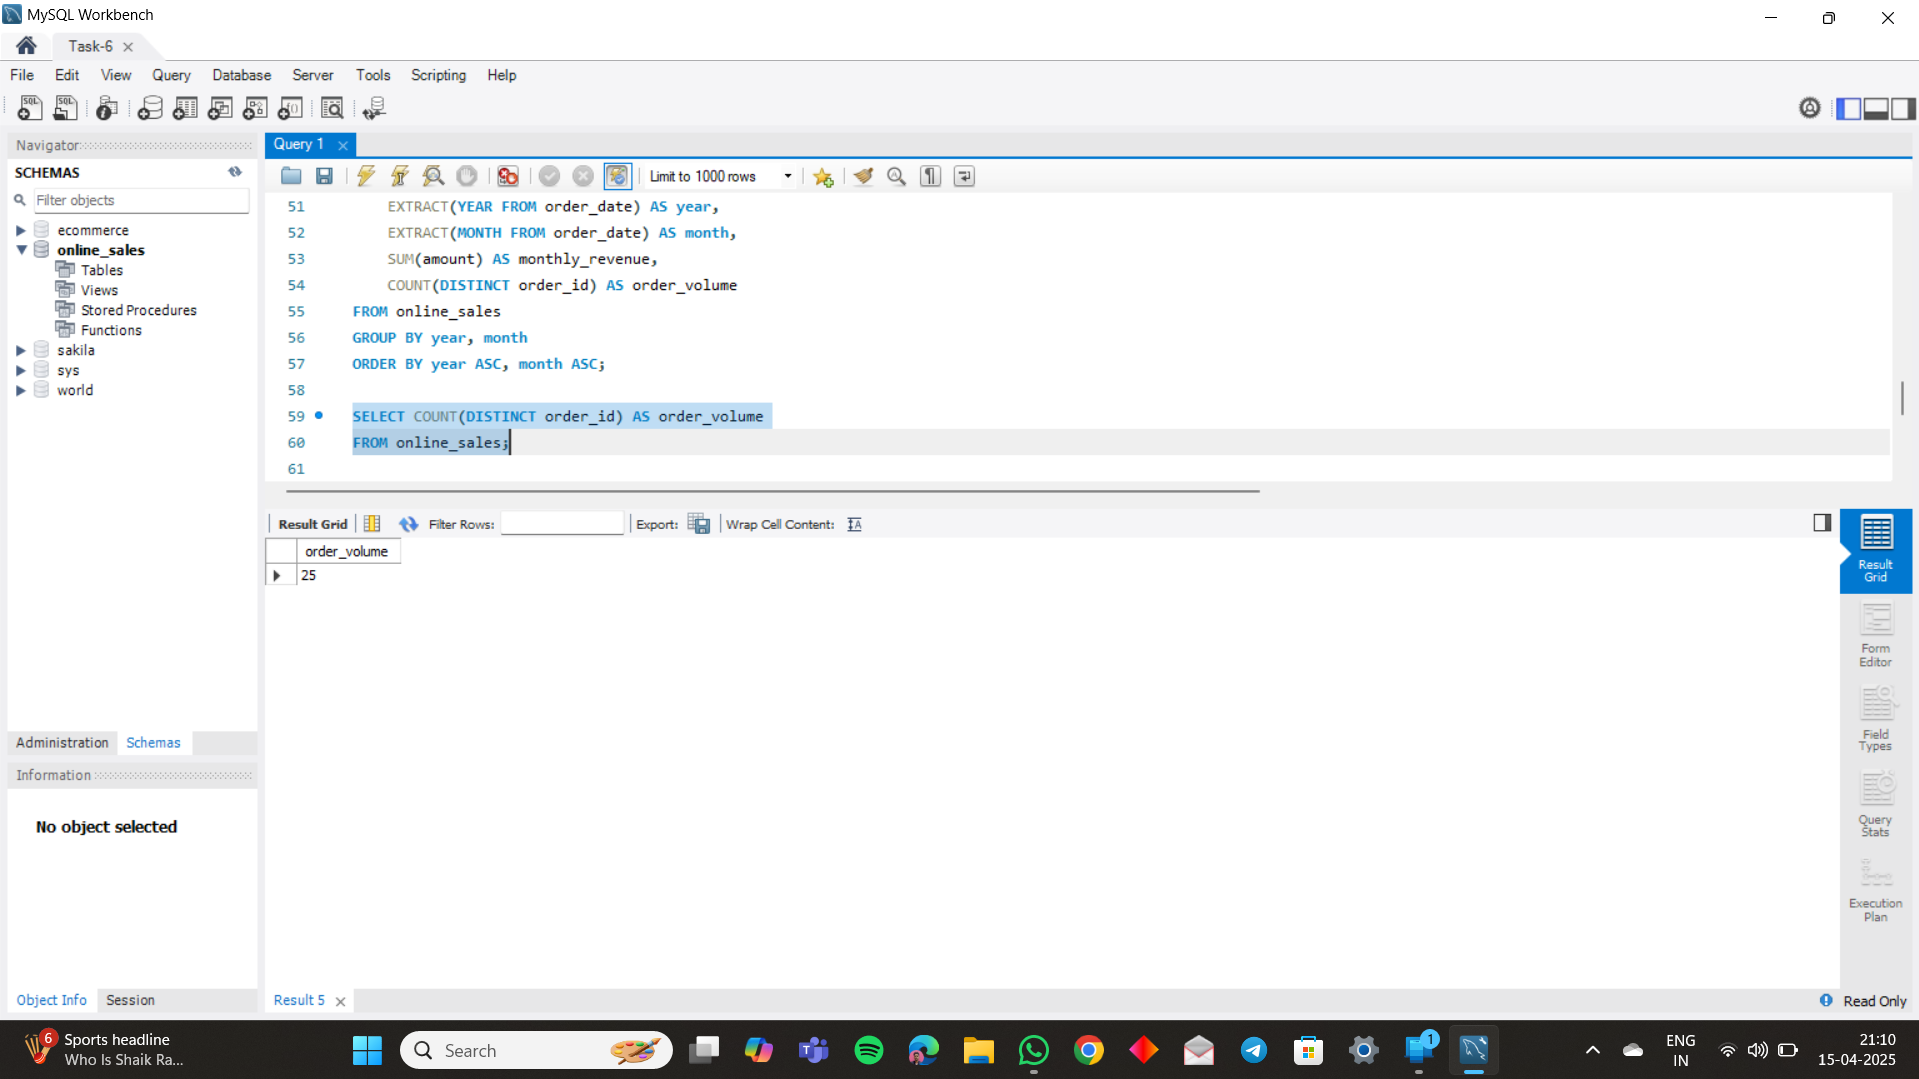 MySQL Workbench
Task-6
File Edit View Query Database Server Tools Scripting Help
Navigator
SCHEMAS
Filter objects
ecommerce
online_sales
Tables
Views
Stored Procedures
Functions
sakila
sys
world
Administration Schemas
Information
No object selected
Object Info Session
Query 1
Limit to 1000 rows
51 EXTRACT(YEAR FROM order_date) AS year,
52 EXTRACT(MONTH FROM order_date) AS month,
53 SUM(amount) AS monthly_revenue,
54 COUNT(DISTINCT order_id) AS order_volume
55 FROM online_sales
56 GROUP BY year, month
57 ORDER BY year ASC, month ASC;
58
59 SELECT COUNT(DISTINCT order_id) AS order_volume
60 FROM online_sales;
61
Result Grid Filter Rows: Export: Wrap Cell Content:
order_volume
25
Result
Grid
Form
Editor
Field
Types
Query
Stats
Execution
Plan
Result 5
Read Only
6
Sports headline
Who Is Shaik Ra...
Search
1
ENG
IN
21:10
15-04-2025